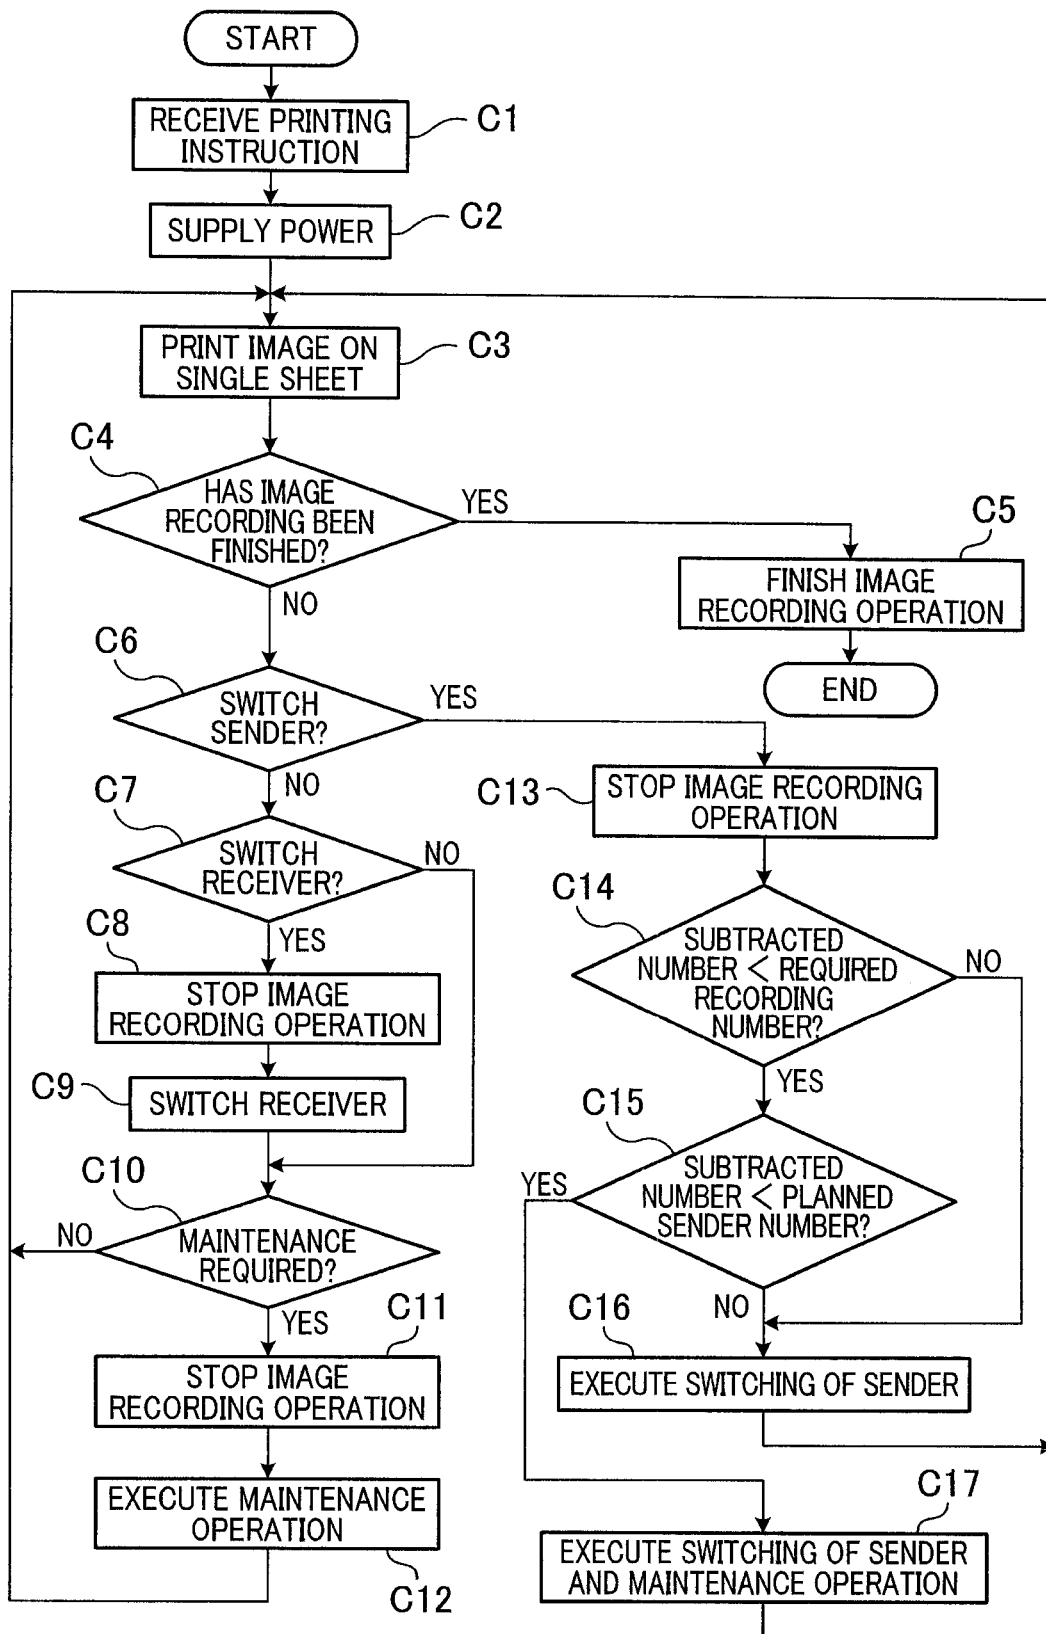 START
RECEIVE PRINTING
INSTRUCTION
C1
SUPPLY POWER
C2
PRINT IMAGE ON
SINGLE SHEET
C3
C4
HAS IMAGE
RECORDING BEEN
FINISHED?
YES
NO
C5
FINISH IMAGE
RECORDING OPERATION
END
C6
SWITCH
SENDER?
YES
NO
C7
SWITCH
RECEIVER?
NO
YES
C8
STOP IMAGE
RECORDING OPERATION
C9
SWITCH RECEIVER
C10
MAINTENANCE
REQUIRED?
NO
YES
C11
STOP IMAGE
RECORDING OPERATION
EXECUTE MAINTENANCE
OPERATION
C12
C13
STOP IMAGE RECORDING
OPERATION
C14
SUBTRACTED
NUMBER < REQUIRED
RECORDING
NUMBER?
NO
YES
C15
SUBTRACTED
NUMBER < PLANNED
SENDER NUMBER?
YES
NO
C16
EXECUTE SWITCHING OF SENDER
C17
EXECUTE SWITCHING OF SENDER
AND MAINTENANCE OPERATION